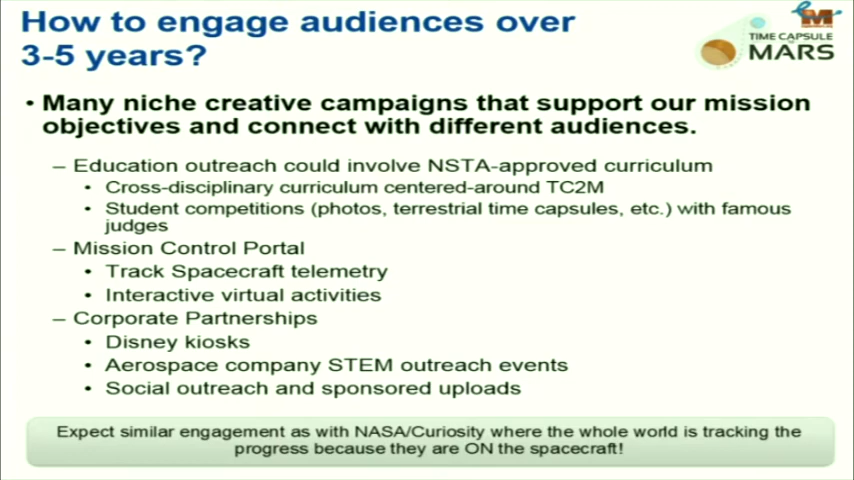 How to engage audiences over
3-5 years?
TIME CAPSULE
TO
MARS
• Many niche creative campaigns that support our mission
objectives and connect with different audiences.
– Education outreach could involve NSTA-approved curriculum
• Cross-disciplinary curriculum centered-around TC2M
• Student competitions (photos, terrestrial time capsules, etc.) with famous
judges
– Mission Control Portal
• Track Spacecraft telemetry
• Interactive virtual activities
– Corporate Partnerships
• Disney kiosks
• Aerospace company STEM outreach events
• Social outreach and sponsored uploads
Expect similar engagement as with NASA/Curiosity where the whole world is tracking the
progress because they are ON the spacecraft!